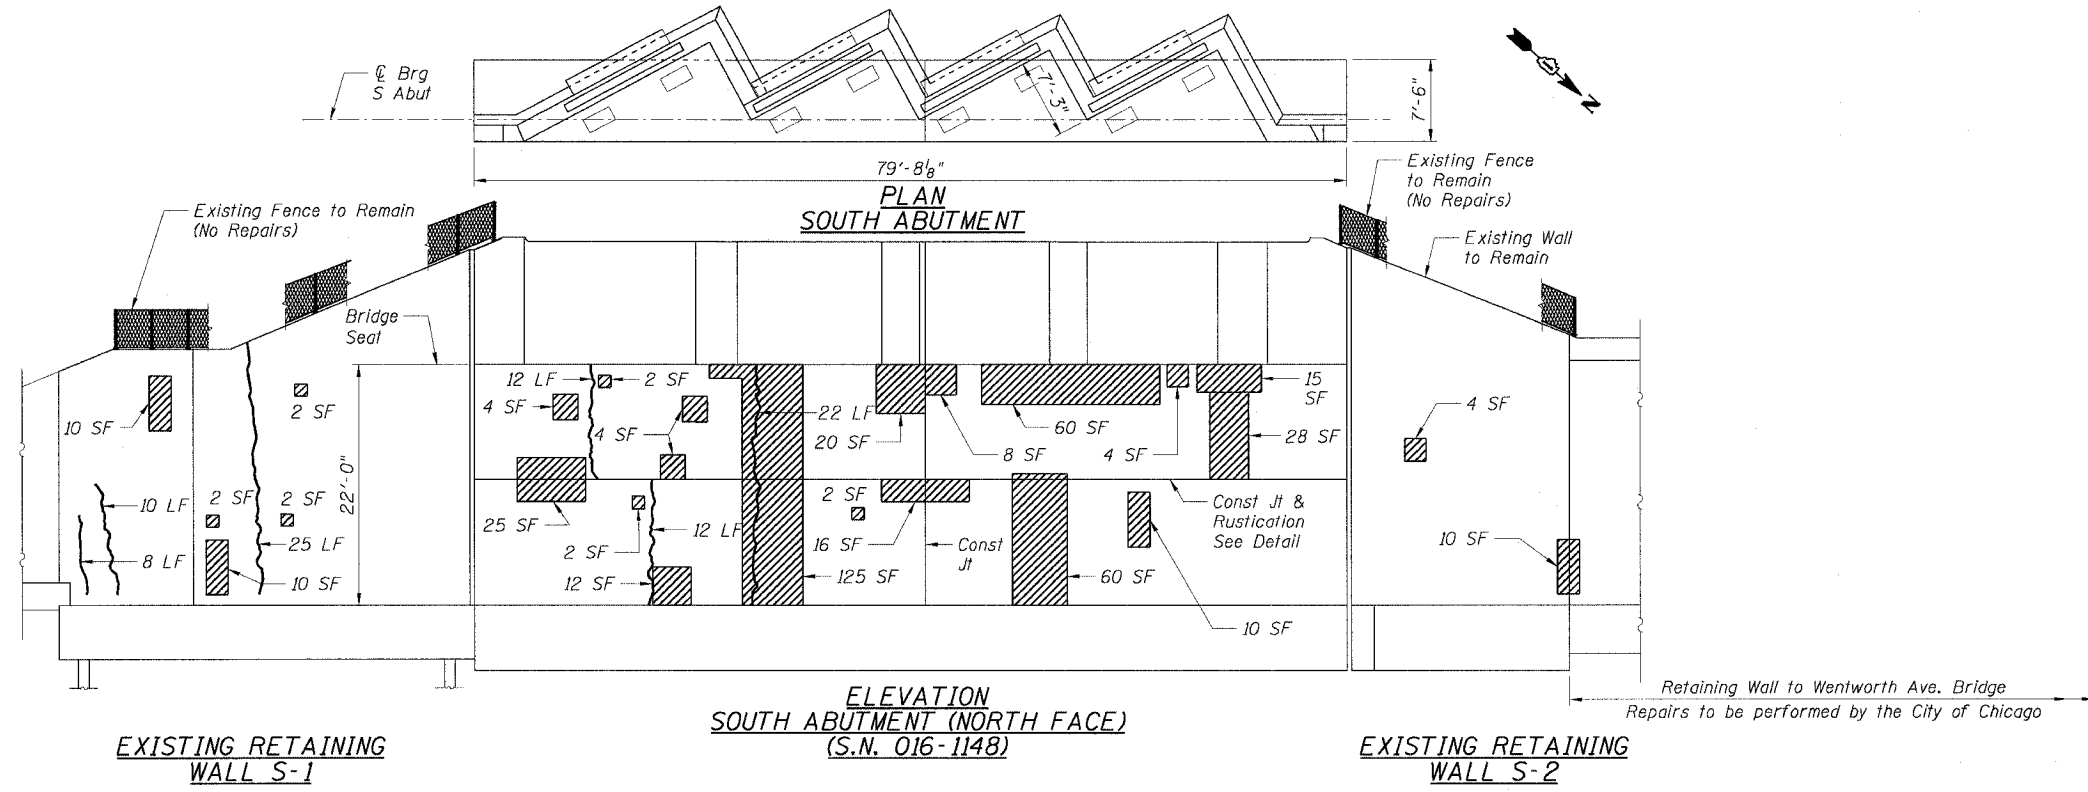 ℄ Brg
S Abut
7'-3"
7'-6"
N
79'-8⅛"
PLAN
SOUTH ABUTMENT
Existing Fence
to Remain
(No Repairs)
Existing Fence to Remain
(No Repairs)
Existing Wall
to Remain
Bridge
Seat
22'-0"
10 SF
2 SF
2 SF
2 SF
10 LF
8 LF
25 LF
10 SF
12 LF
2 SF
4 SF
4 SF
22 LF
20 SF
8 SF
60 SF
4 SF
15
SF
28 SF
4 SF
25 SF
2 SF
12 LF
12 SF
125 SF
2 SF
16 SF
Const
Jt
60 SF
10 SF
Const Jt &
Rustication
See Detail
10 SF
10 SF
ELEVATION
SOUTH ABUTMENT (NORTH FACE)
(S.N. 016-1148)
EXISTING RETAINING
WALL S-1
EXISTING RETAINING
WALL S-2
Retaining Wall to Wentworth Ave. Bridge
Repairs to be performed by the City of Chicago